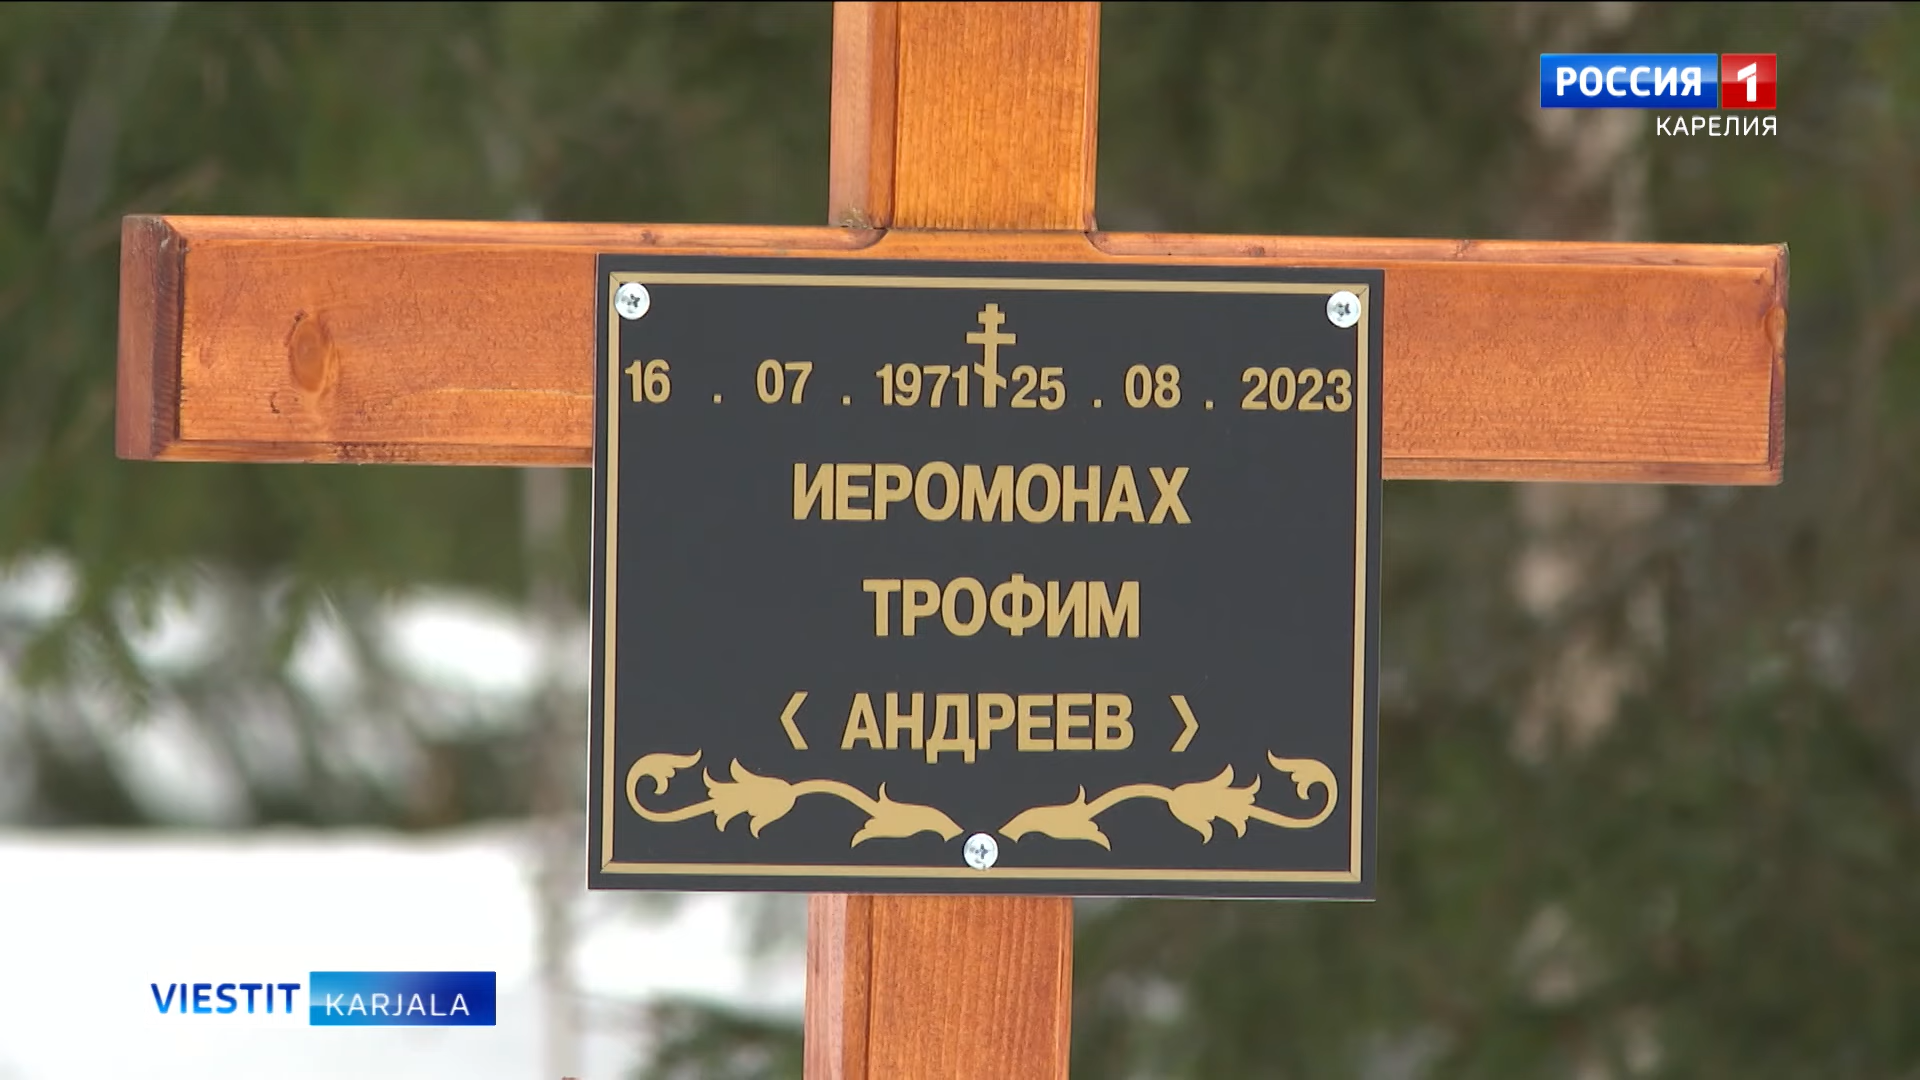 РОССИЯ 1
КАРЕЛИЯ
16 . 07 . 1971 25 . 08 . 2023
ИЕРОМОНАХ
ТРОФИМ
< АНДРЕЕВ >
VIESTIT KARJALA